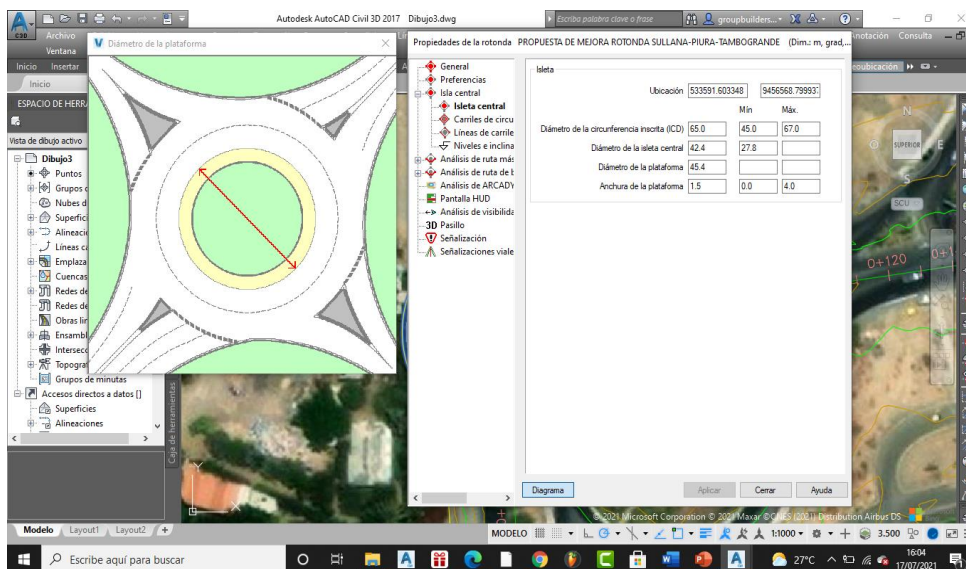 Autodesk AutoCAD Civil 3D 2017 Dibujo3.dwg
Escriba palabra clave o frase
groupbuilders...
C3D
Archivo
Ventana
Inicio Insertar
notación Consulta
eoubicación
Inicio
ESPACIO DE HERR
Vista de dibujo activo
Dibujo3
Puntos
Grupos d
Nubes d
Superfic
Alineaci
Líneas c
Emplaza
Cuencas
Redes de
Redes de
Obras lin
Ensambl
Intersecc
Topogra
Grupos de minutas
Accesos directos a datos []
Superficies
Alineaciones
Caja de herramientas
Diámetro de la plataforma
Propiedades de la rotonda PROPUESTA DE MEJORA ROTONDA SULLANA-PIURA-TAMBOGRANDE (Dim.: m, grad,...
General
Preferencias
Isla central
Isleta central
Carriles de circu
Líneas de carrile
Niveles e inclina
Análisis de ruta más
Análisis de ruta de b
Análisis de ARCADY
Pantalla HUD
Análisis de visibilida
3D Pasillo
Señalización
Señalizaciones viale
Isleta
Ubicación 533591.603348 9456568.799937
Mín Máx.
Diámetro de la circunferencia inscrita (ICD) 65.0 45.0 67.0
Diámetro de la isleta central 42.4 27.8
Diámetro de la plataforma 45.4
Anchura de la plataforma 1.5 0.0 4.0
Diagrama Aplicar Cerrar Ayuda
N
SUPERIOR
E
S
SCU
0+120
0+1
Y
X
© 2021 Microsoft Corporation © 2021 Maxar ©CNES (2021) Distribution Airbus DS
Modelo Layout1 Layout2 +
MODELO 1:1000 3.500
Escribe aquí para buscar
27°C
16:04
17/07/2021